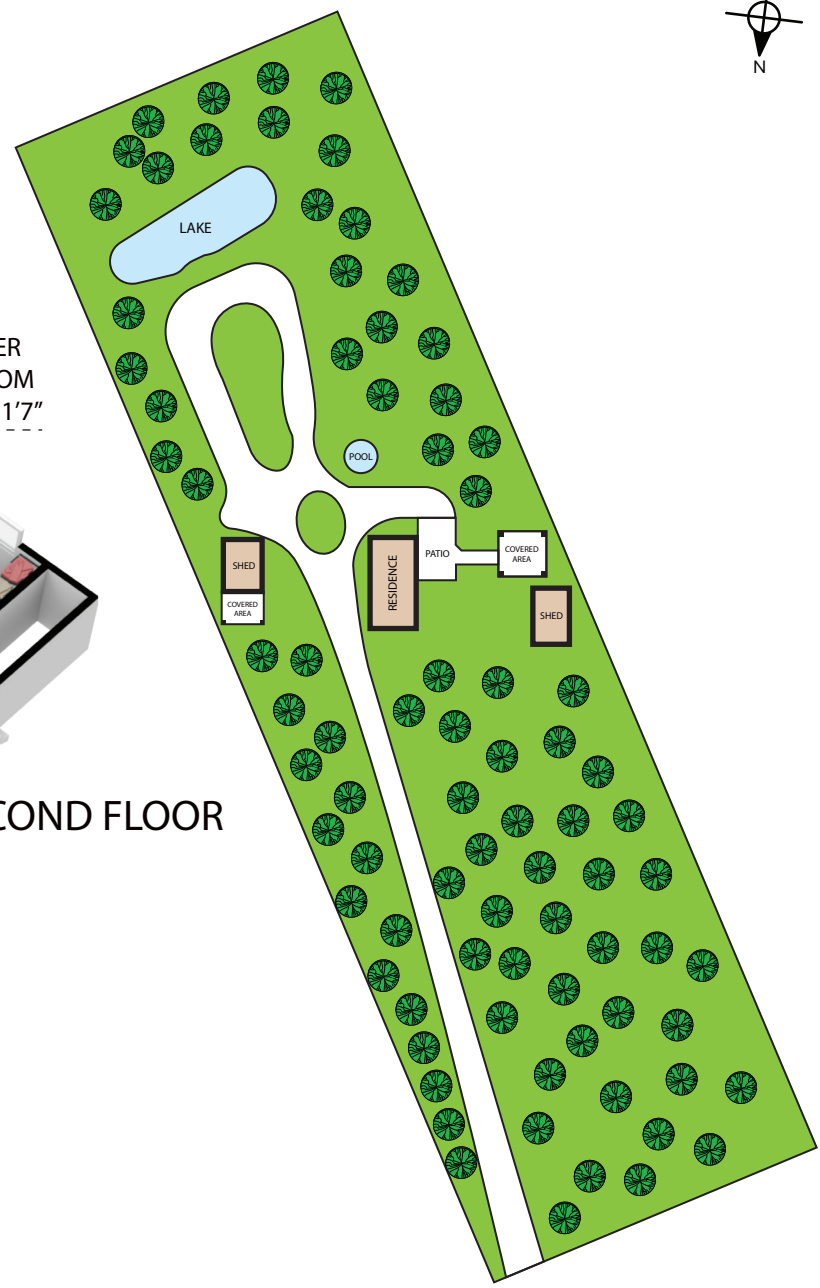 N
LAKE
ER
OM
1'7"
POOL
SHED
COVERED
AREA
RESIDENCE
PATIO
COVERED
AREA
SHED
COND FLOOR